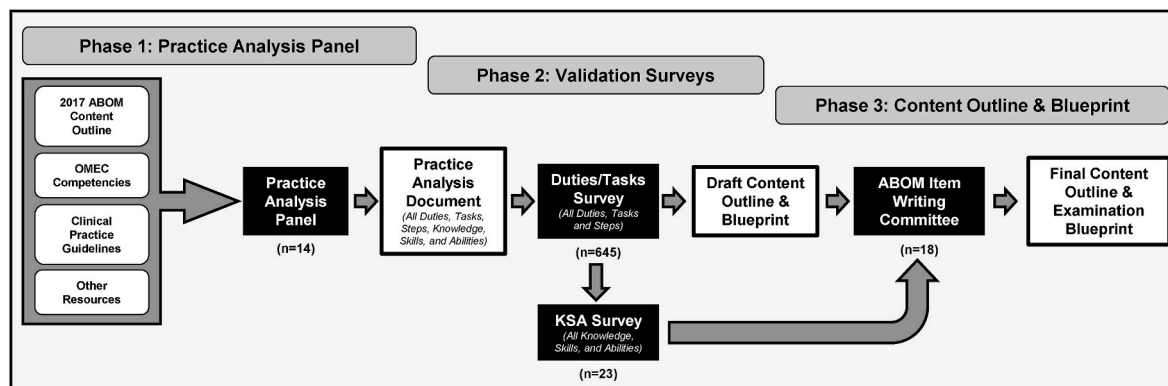 Phase 1: Practice Analysis Panel
Phase 2: Validation Surveys
Phase 3: Content Outline & Blueprint
2017 ABOM
Content
Outline
OMEC
Competencies
Clinical
Practice
Guidelines
Other
Resources
Practice
Analysis
Panel
(n=14)
Practice
Analysis
Document
(All Duties, Tasks,
Steps, Knowledge,
Skills, and Abilities)
Duties/Tasks
Survey
(All Duties, Tasks
and Steps)
(n=645)
KSA Survey
(All Knowledge,
Skills, and Abilities)
(n=23)
Draft Content
Outline &
Blueprint
ABOM Item
Writing
Committee
(n=18)
Final Content
Outline &
Examination
Blueprint